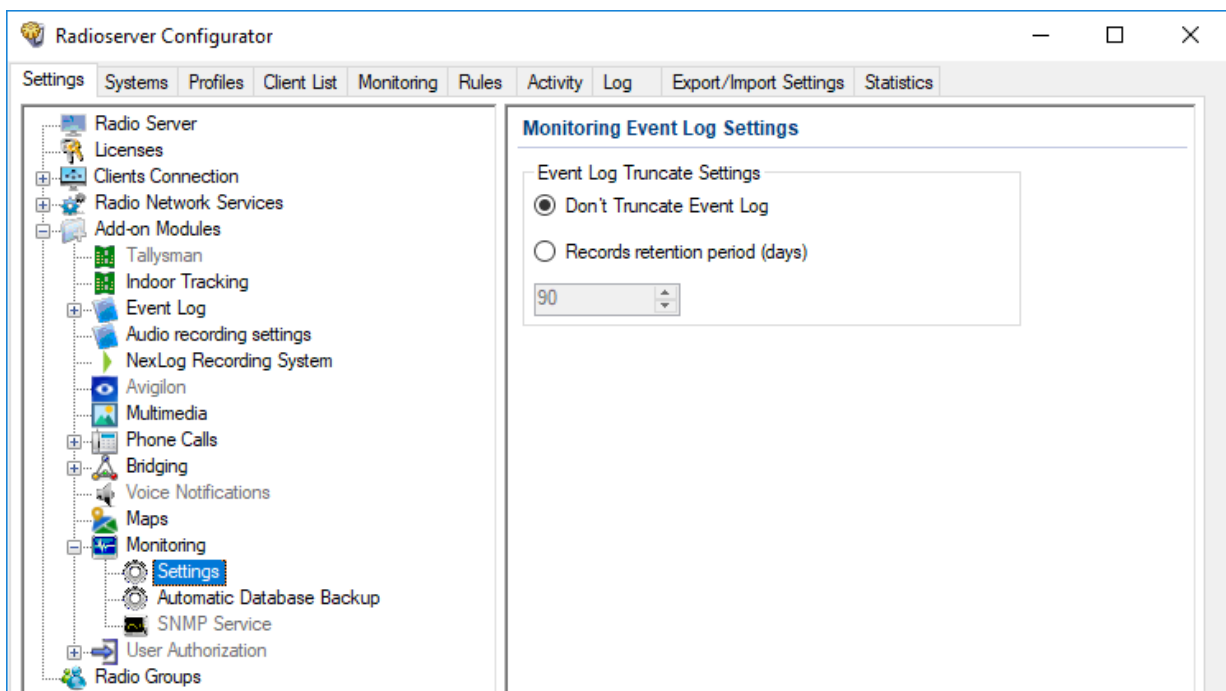 Radioserver Configurator
Settings Systems Profiles Client List Monitoring Rules Activity Log Export/Import Settings Statistics
Radio Server
Licenses
Clients Connection
Radio Network Services
Add-on Modules
Tallysman
Indoor Tracking
Event Log
Audio recording settings
NexLog Recording System
Avigilon
Multimedia
Phone Calls
Bridging
Voice Notifications
Maps
Monitoring
Settings
Automatic Database Backup
SNMP Service
User Authorization
Radio Groups
Monitoring Event Log Settings
Event Log Truncate Settings
Don't Truncate Event Log
Records retention period (days)
90